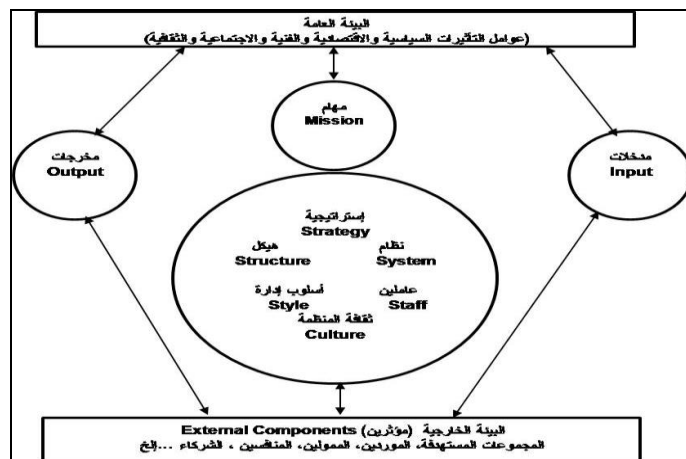 البيئة العامة
(عوامل التأثيرات السياسية والاقتصادية والفنية والاجتماعية والثقافية)
مهام
Mission
مدخلات
Input
مخرجات
Output
إستراتيجية
Strategy
نظام
System
هيكل
Structure
عاملين
Staff
أسلوب إدارة
Style
ثقافة المنظمة
Culture
البيئة الخارجية (مؤثرين) External Components
المجموعات المستهدفة، الموردين، الممولين، المنافسين ، الشركاء ...إلخ